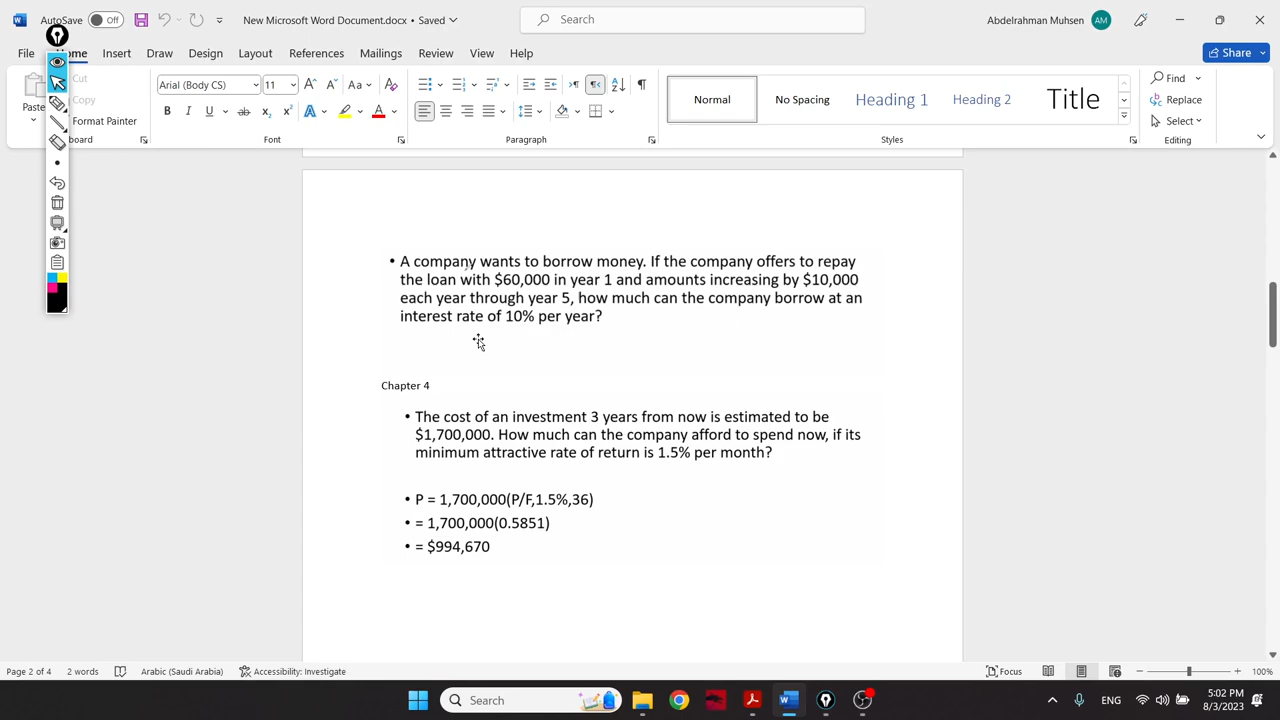 AutoSave
Off
New Microsoft Word Document.docx • Saved
Search
Abdelrahman Muhsen
AM
File
Home
Insert
Draw
Design
Layout
References
Mailings
Review
View
Help
Share
Paste
Cut
Copy
Format Painter
board
Arial (Body CS)
11
Font
Paragraph
Normal
No Spacing
Heading 1
Heading 2
Title
Styles
Find
Replace
Select
Editing
• A company wants to borrow money. If the company offers to repay
the loan with $60,000 in year 1 and amounts increasing by $10,000
each year through year 5, how much can the company borrow at an
interest rate of 10% per year?
Chapter 4
• The cost of an investment 3 years from now is estimated to be
$1,700,000. How much can the company afford to spend now, if its
minimum attractive rate of return is 1.5% per month?
• P = 1,700,000(P/F,1.5%,36)
• = 1,700,000(0.5851)
• = $994,670
Page 2 of 4
2 words
Arabic (Saudi Arabia)
Accessibility: Investigate
Focus
100%
Search
ENG
5:02 PM
8/3/2023